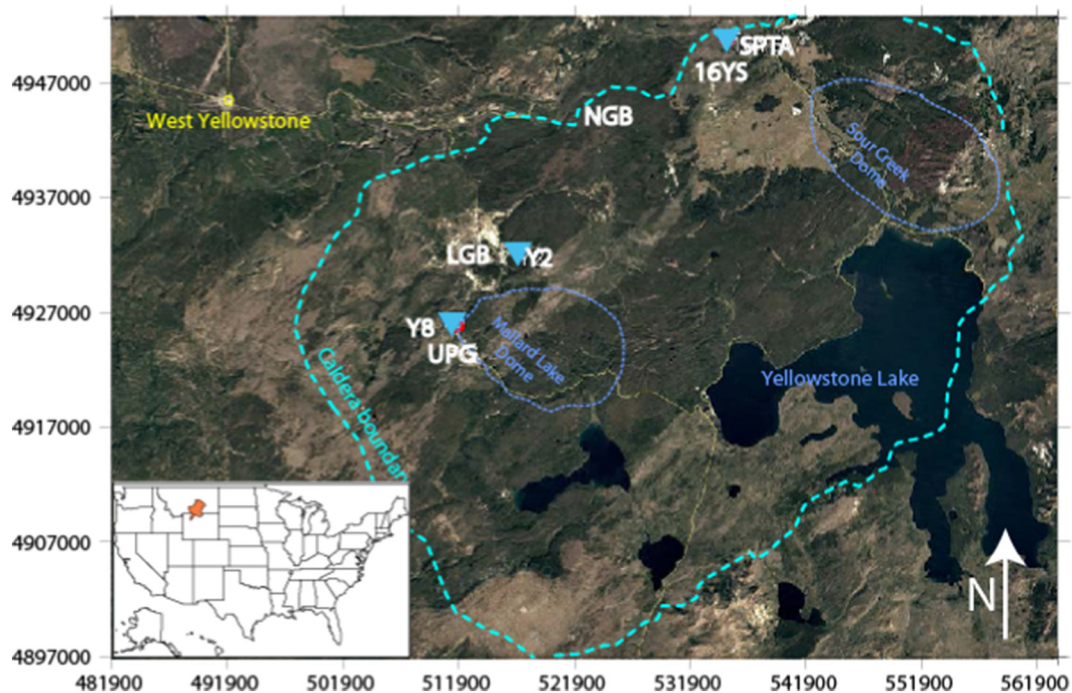 4947000
4937000
4927000
4917000
4907000
4897000
SPTA
16YS
West Yellowstone
NGB
Sour Creek
Dome
LGB
Y2
Y8
UPG
Mallard Lake
Dome
Yellowstone Lake
Caldera boundar
N
481900
491900
501900
511900
521900
531900
541900
551900
561900